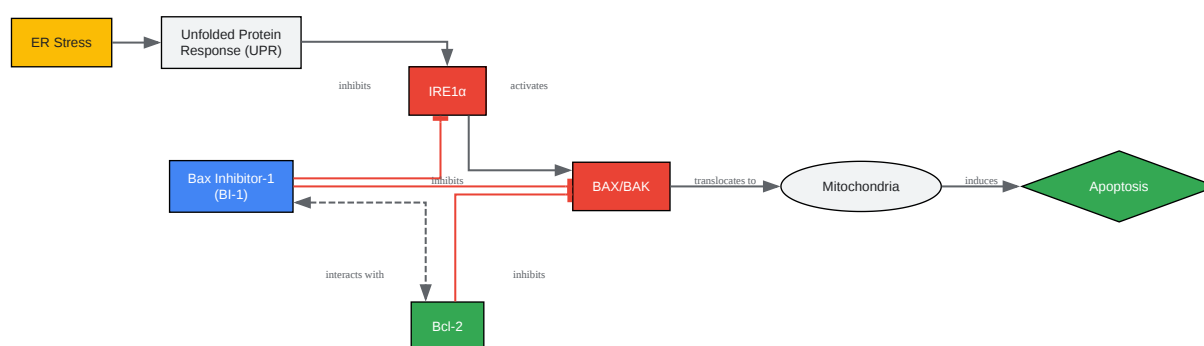 ER Stress
Unfolded Protein
Response (UPR)
inhibits
IRE1α
activates
Bax Inhibitor-1
(BI-1)
inhibits
BAX/BAK
translocates to
Mitochondria
induces
Apoptosis
interacts with
inhibits
Bcl-2